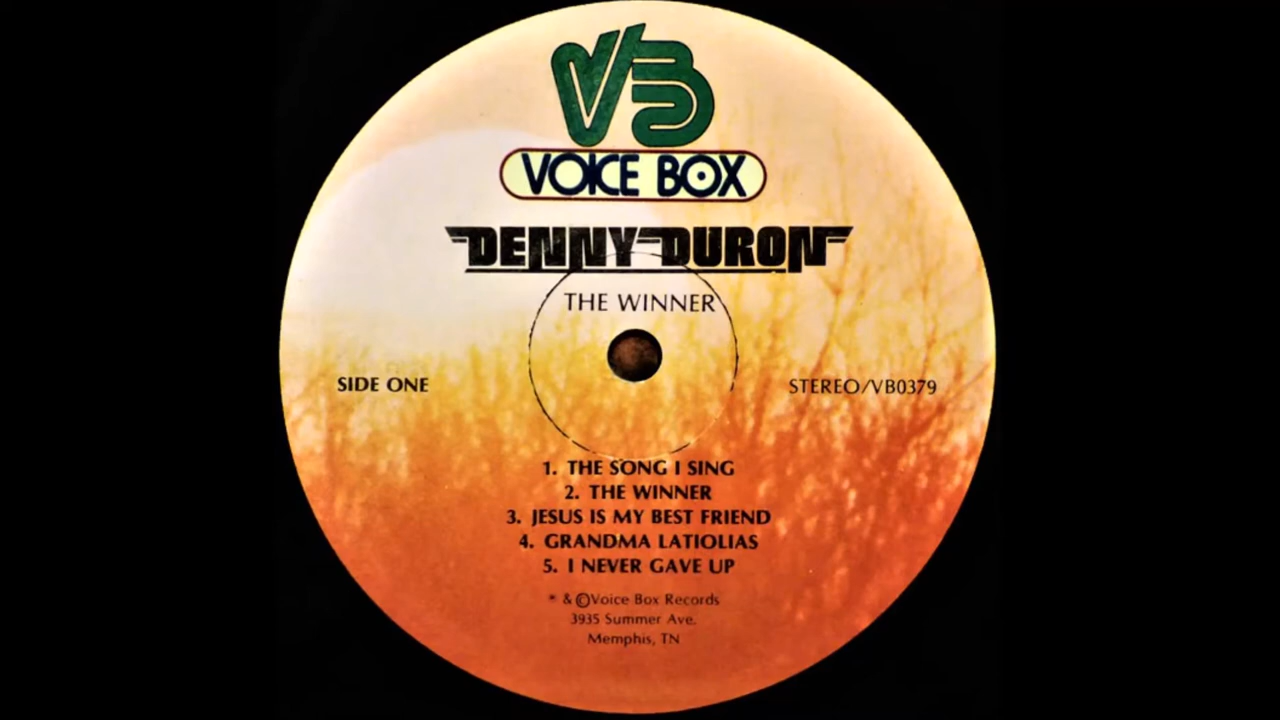 VB
VOICE BOX
DENNY DURON
THE WINNER
SIDE ONE
STEREO/VB0379
1. THE SONG I SING
2. THE WINNER
3. JESUS IS MY BEST FRIEND
4. GRANDMA LATIOLIAS
5. I NEVER GAVE UP
* & ©Voice Box Records
3935 Summer Ave.
Memphis, TN